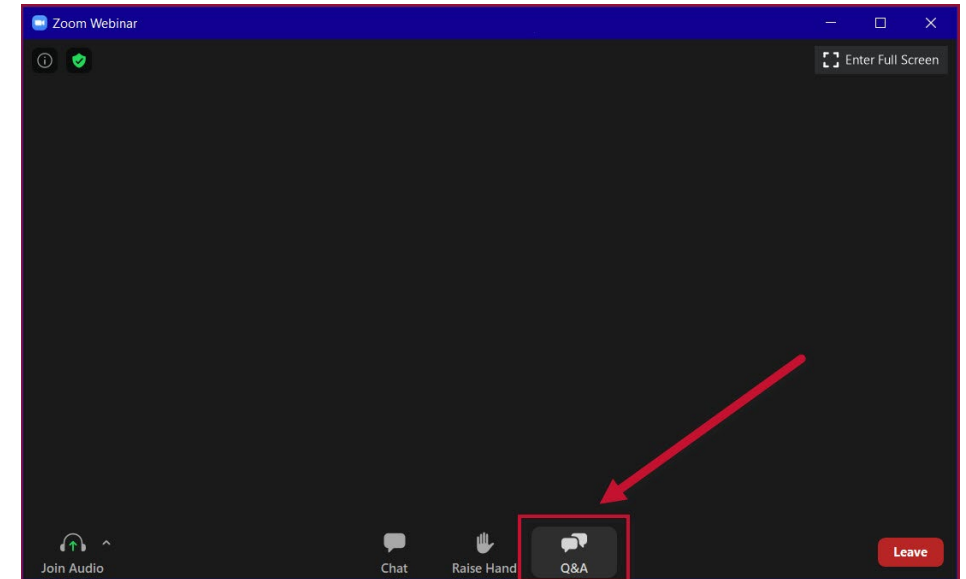 Zoom Webinar
Enter Full Screen
Join Audio
Chat
Raise Hand
Q&A
Leave